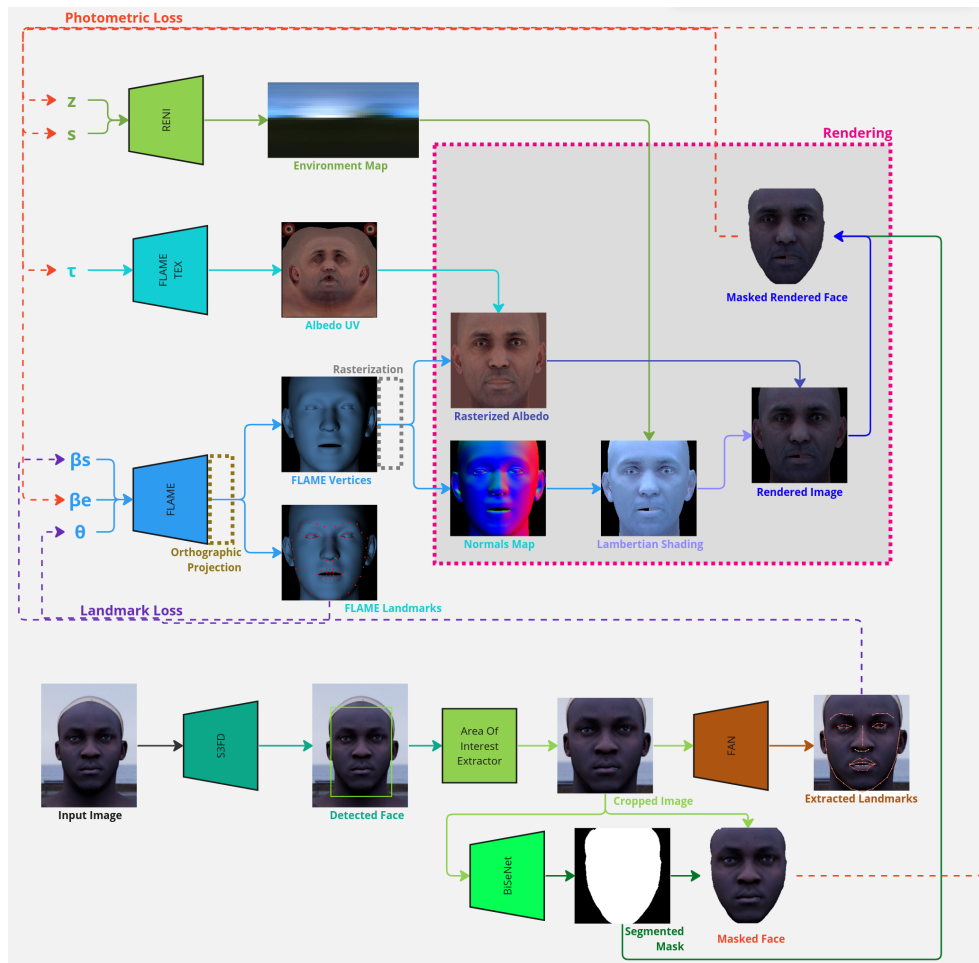 Photometric Loss
z
s
RENI
Environment Map
Rendering
τ
FLAME
TEX
Albedo UV
Masked Rendered Face
Rasterization
Rasterized Albedo
FLAME Vertices
βs
βe
θ
FLAME
Orthographic
Projection
Normals Map
Lambertian Shading
Rendered Image
FLAME Landmarks
Landmark Loss
Input Image
S3FD
Detected Face
Area Of
Interest
Extractor
Cropped Image
FAN
Extracted Landmarks
BiSeNet
Segmented
Mask
Masked Face